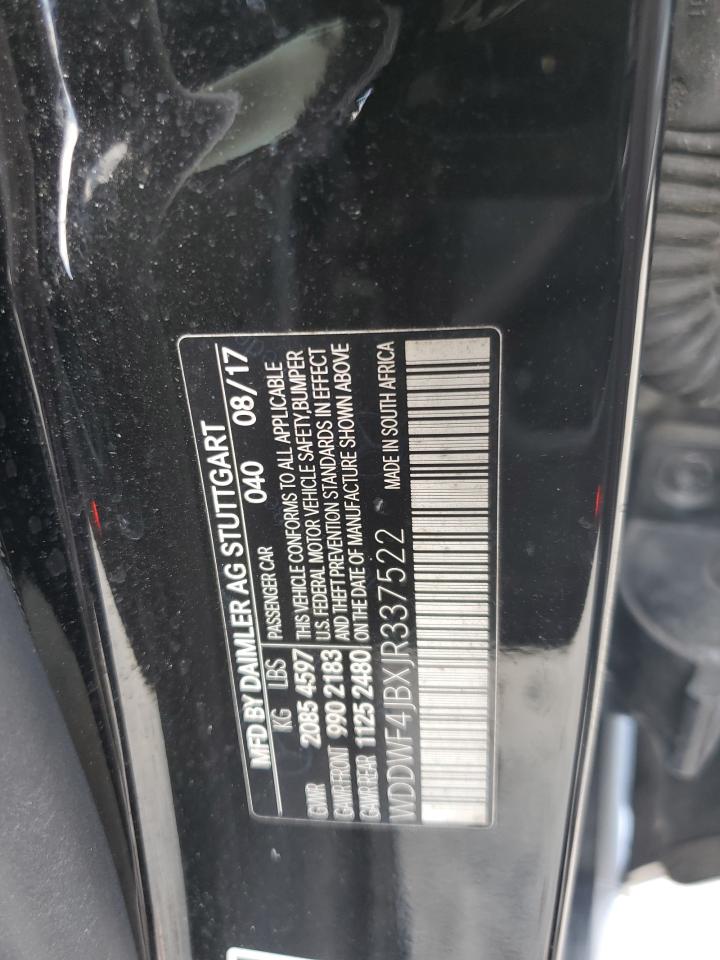 MFD BY DAIMLER AG STUTTGART
KG LBS PASSENGER CAR 040 08/17
GVWR 2085 4597 THIS VEHICLE CONFORMS TO ALL APPLICABLE
GAWR FRONT 990 2183 U.S. FEDERAL MOTOR VEHICLE SAFETY,BUMPER
GAWR REAR 1125 2480 AND THEFT PREVENTION STANDARDS IN EFFECT
ON THE DATE OF MANUFACTURE SHOWN ABOVE
WDDWF4JBXJR337522 MADE IN SOUTH AFRICA